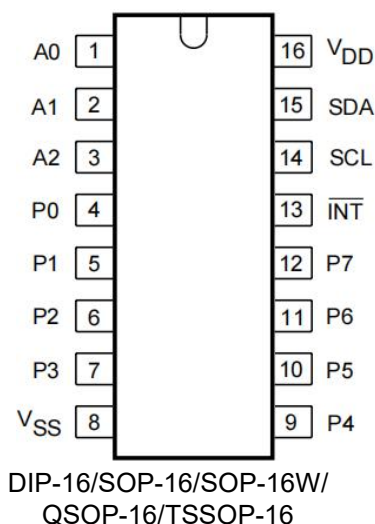 A0 1 16 VDD
A1 2 15 SDA
A2 3 14 SCL
P0 4 13 INT
P1 5 12 P7
P2 6 11 P6
P3 7 10 P5
VSS 8 9 P4
DIP-16/SOP-16/SOP-16W/
QSOP-16/TSSOP-16